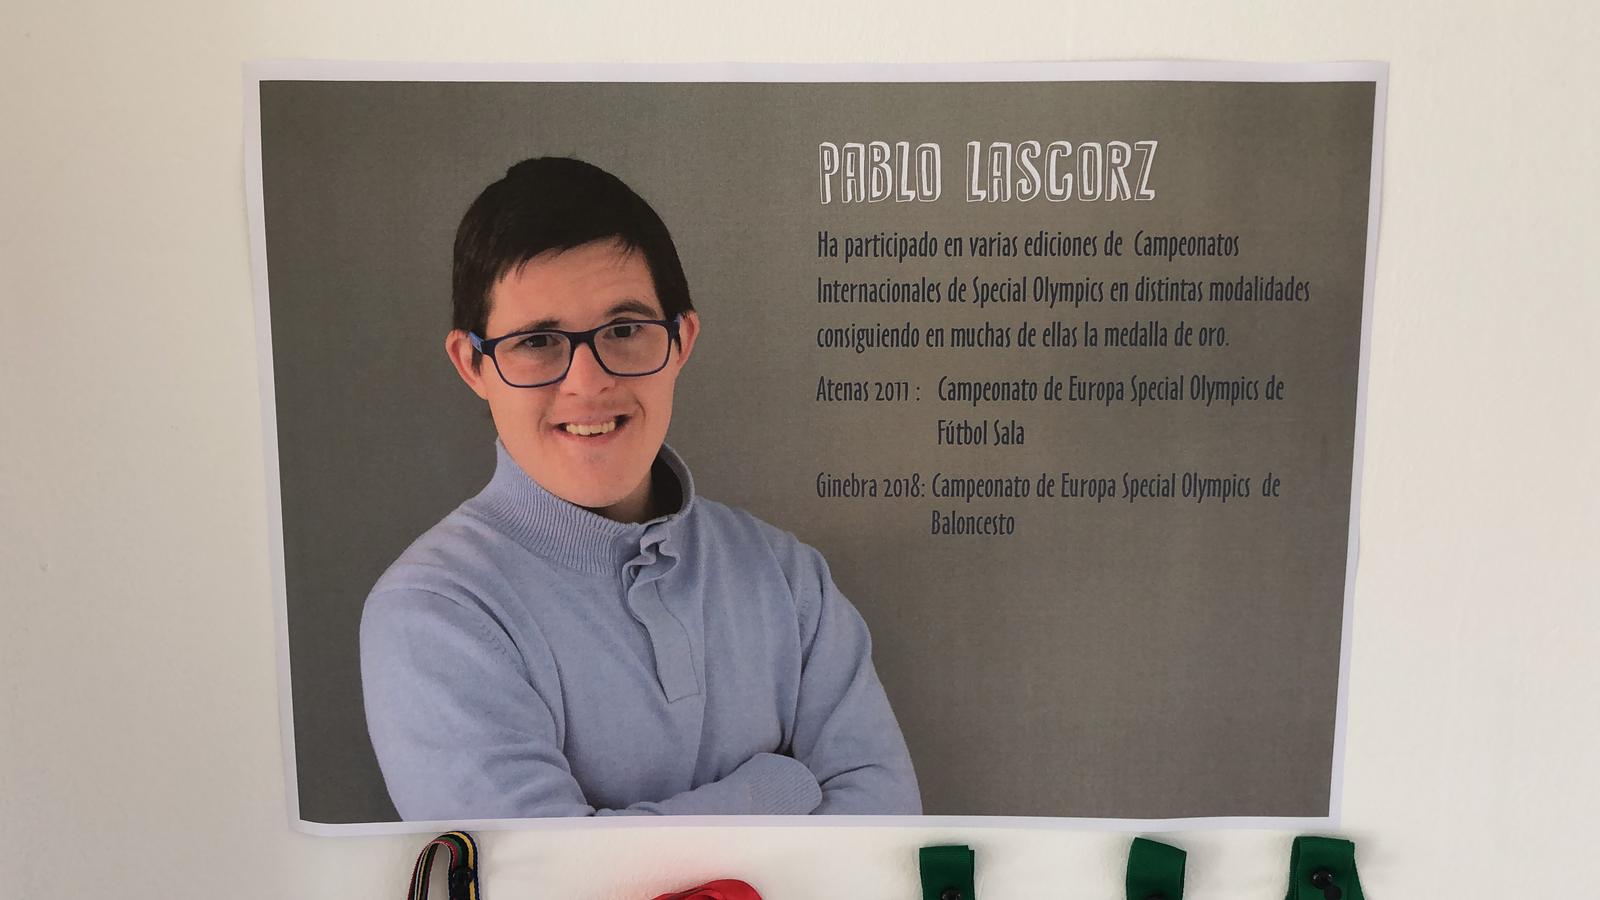 PABLO LASCORZ
Ha participado en varias ediciones de Campeonatos
Internacionales de Special Olympics en distintas modalidades
consiguiendo en muchas de ellas la medalla de oro.
Atenas 2011 : Campeonato de Europa Special Olympics de
Fútbol Sala
Ginebra 2018: Campeonato de Europa Special Olympics de
Baloncesto